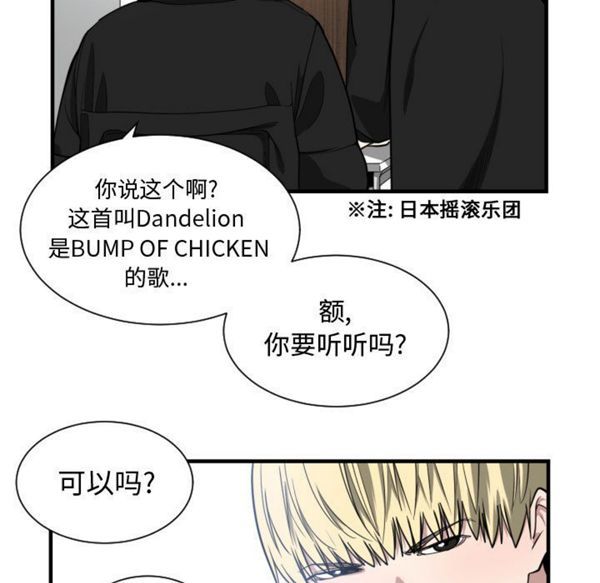 你说这个啊?
这首叫Dandelion
是BUMP OF CHICKEN
的歌...
※注: 日本摇滚乐团
额,
你要听听吗?
可以吗?